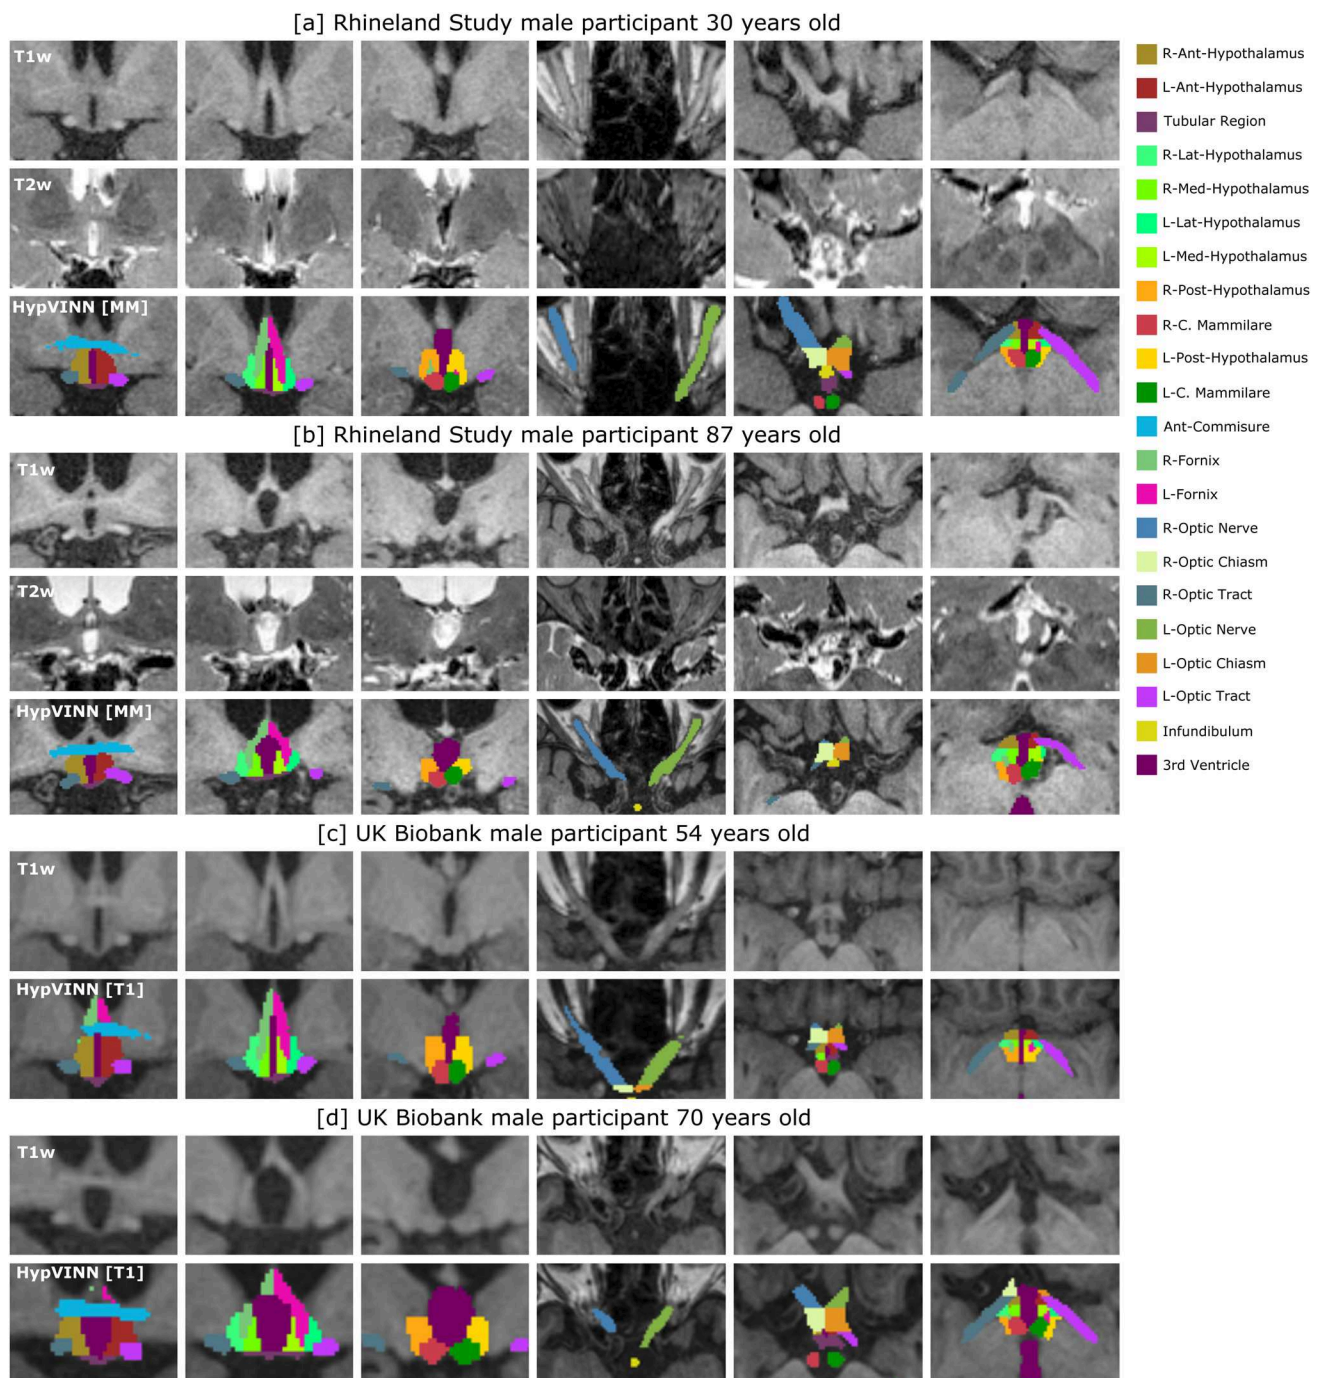 [a] Rhineland Study male participant 30 years old
T1w
T2w
HypVINN [MM]
[b] Rhineland Study male participant 87 years old
T1w
T2w
HypVINN [MM]
[c] UK Biobank male participant 54 years old
T1w
HypVINN [T1]
[d] UK Biobank male participant 70 years old
T1w
HypVINN [T1]
R-Ant-Hypothalamus
L-Ant-Hypothalamus
Tubular Region
R-Lat-Hypothalamus
R-Med-Hypothalamus
L-Lat-Hypothalamus
L-Med-Hypothalamus
R-Post-Hypothalamus
R-C. Mammilare
L-Post-Hypothalamus
L-C. Mammilare
Ant-Commisure
R-Fornix
L-Fornix
R-Optic Nerve
R-Optic Chiasm
R-Optic Tract
L-Optic Nerve
L-Optic Chiasm
L-Optic Tract
Infundibulum
3rd Ventricle